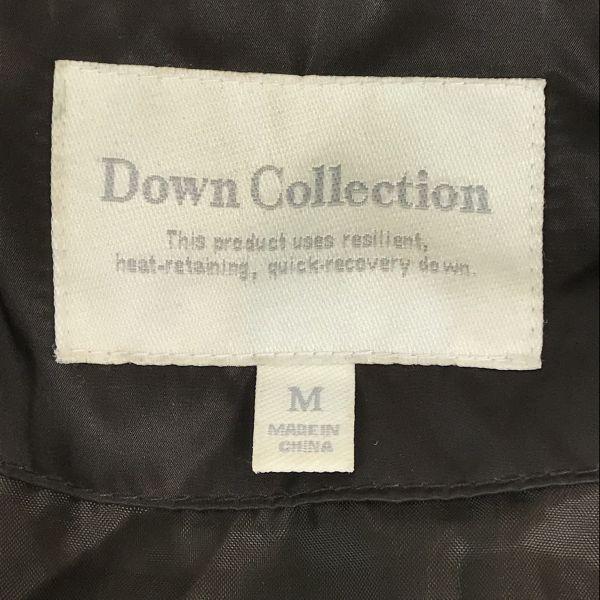 Down Collection
This product uses resilient,
heat-retaining, quick-recovery down.
M
MADE IN
CHINA